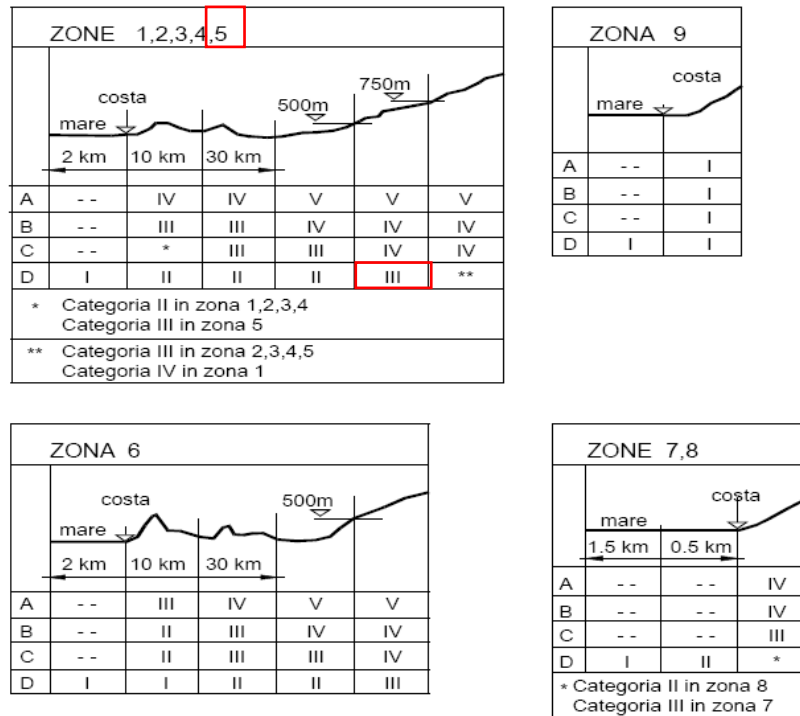 ZONE 1,2,3,4,5
costa
mare
500m
750m
2 km 10 km 30 km
A - - IV IV V V V
B - - III III IV IV IV
C - - * III III IV IV
D I II II II III **
* Categoria II in zona 1,2,3,4
Categoria III in zona 5
** Categoria III in zona 2,3,4,5
Categoria IV in zona 1
ZONA 9
costa
mare
A - - I
B - - I
C - - I
D I I
ZONA 6
costa
mare
500m
2 km 10 km 30 km
A - - III IV V V
B - - II III IV IV
C - - II III III IV
D I I II II III
ZONE 7,8
costa
mare
1.5 km 0.5 km
A - - - - IV
B - - - - IV
C - - - - III
D I II *
* Categoria II in zona 8
Categoria III in zona 7